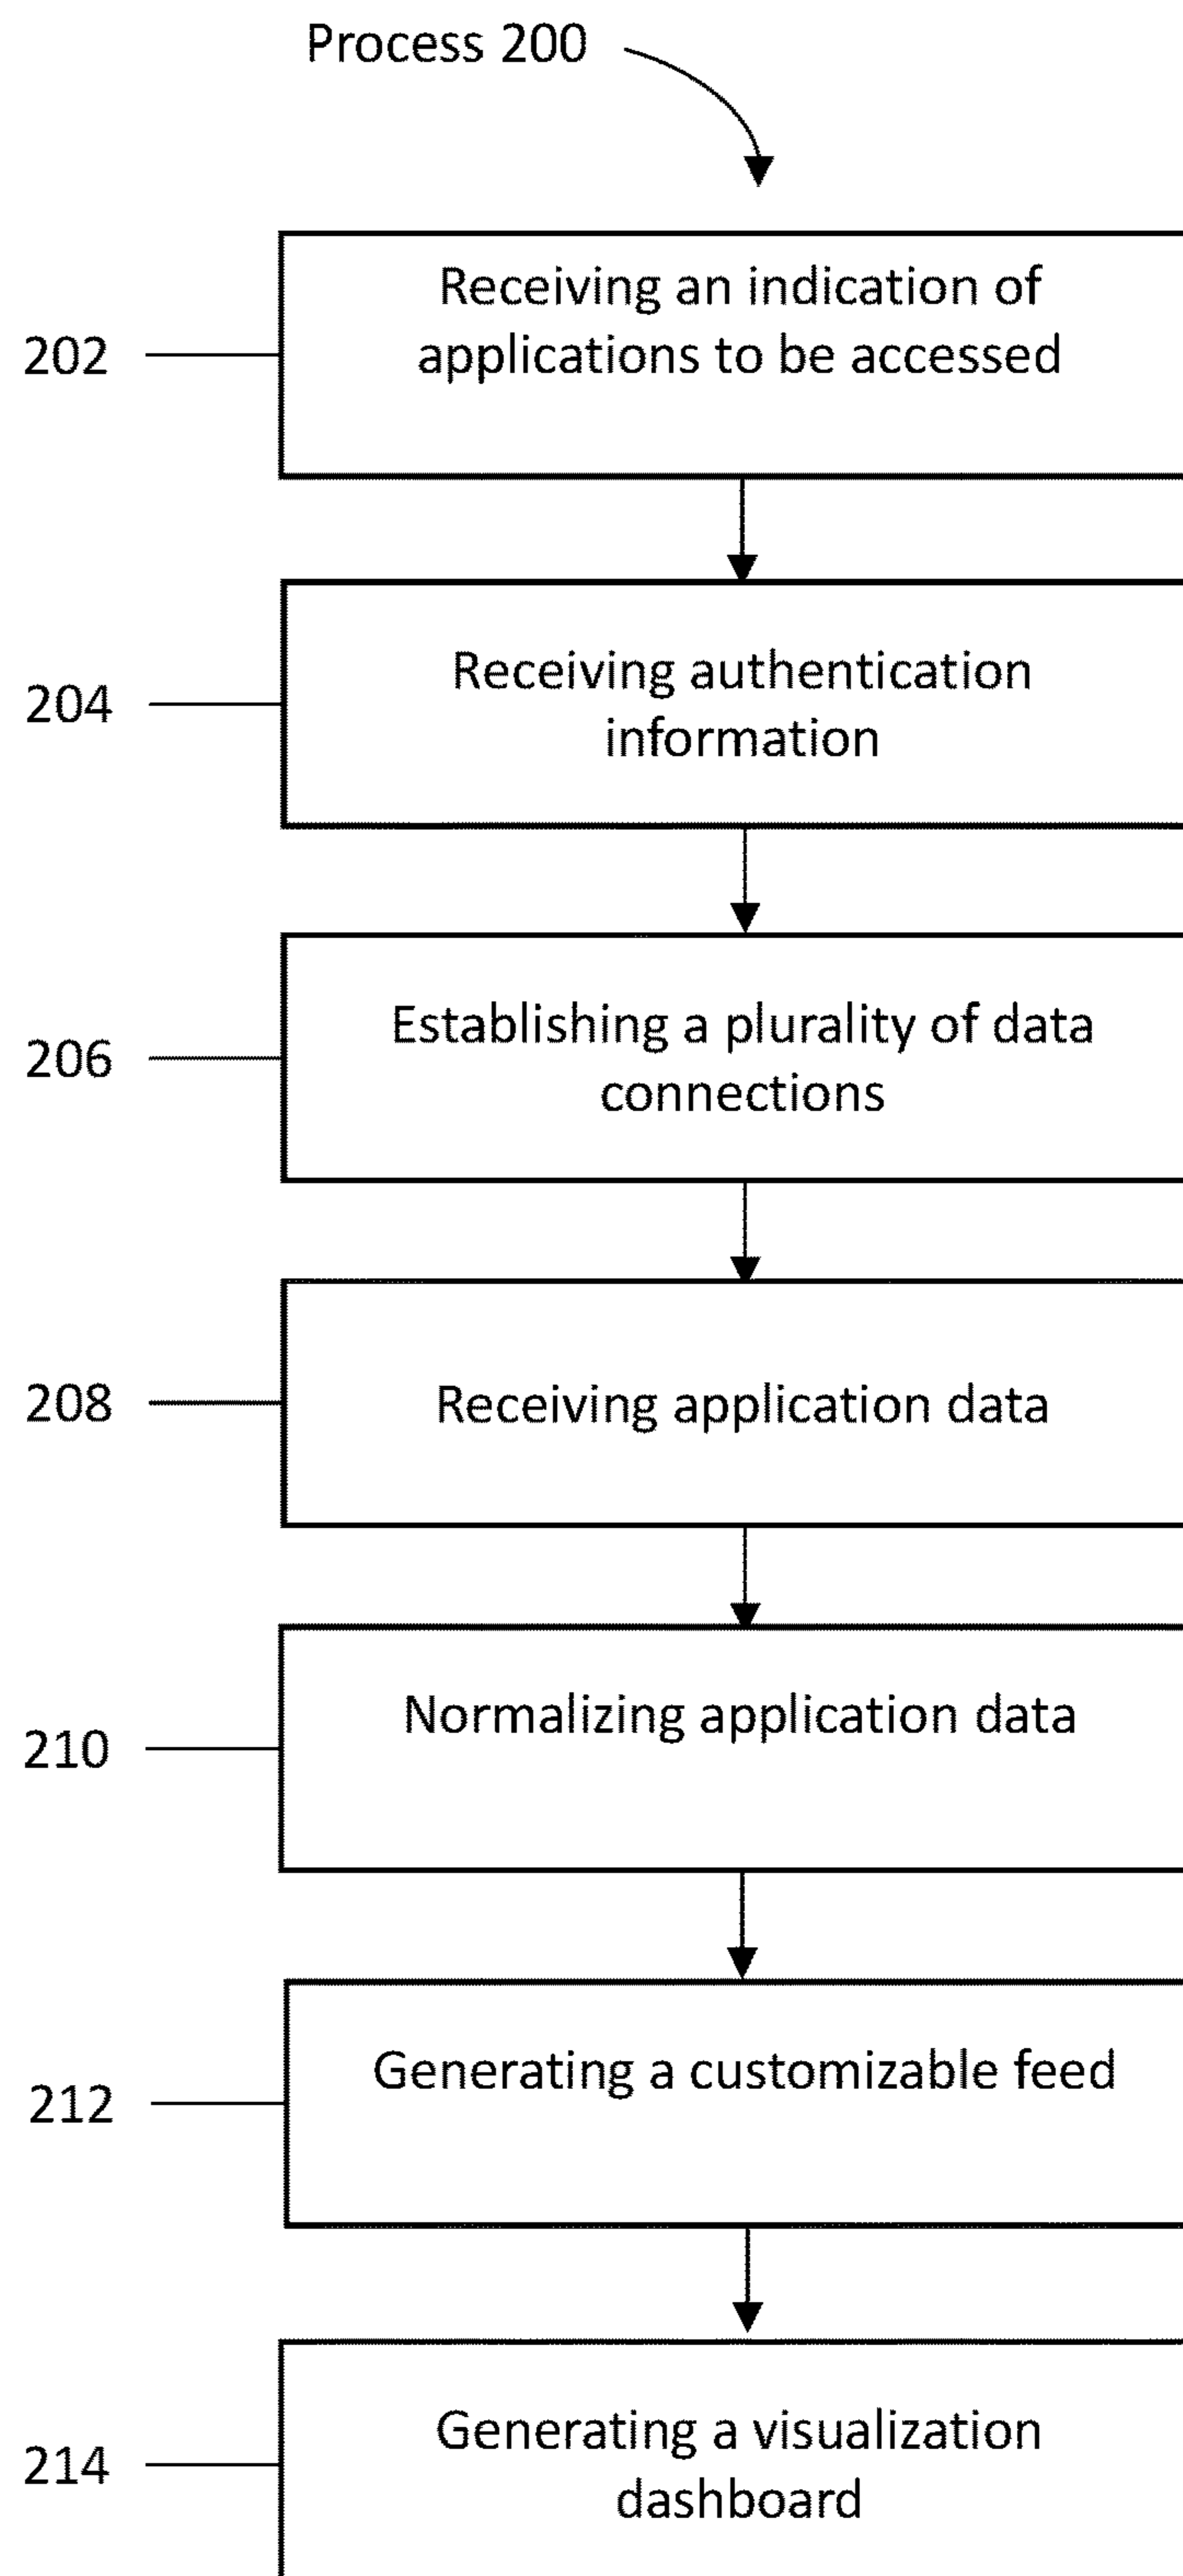 Process 200
Receiving an indication of
applications to be accessed
202
Receiving authentication
information
204
Establishing a plurality of data
connections
206
Receiving application data
208
Normalizing application data
210
Generating a customizable feed
212
Generating a visualization
dashboard
214